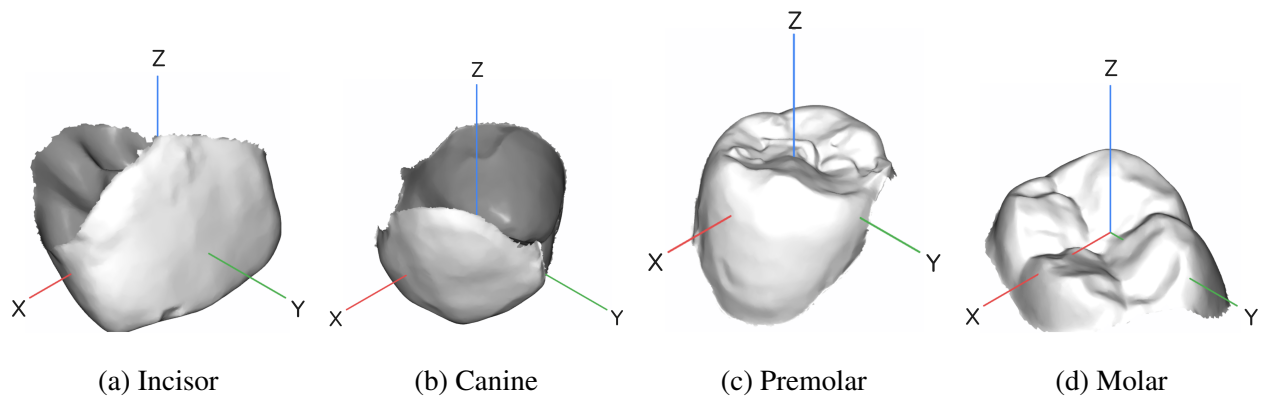 Z
X
Y
(a) Incisor
Z
X
Y
(b) Canine
Z
X
Y
(c) Premolar
Z
X
Y
(d) Molar